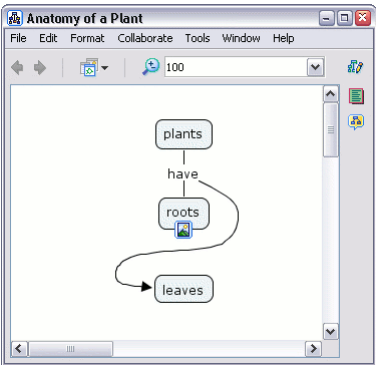 Anatomy of a Plant
File Edit Format Collaborate Tools Window Help
100
plants
have
roots
leaves